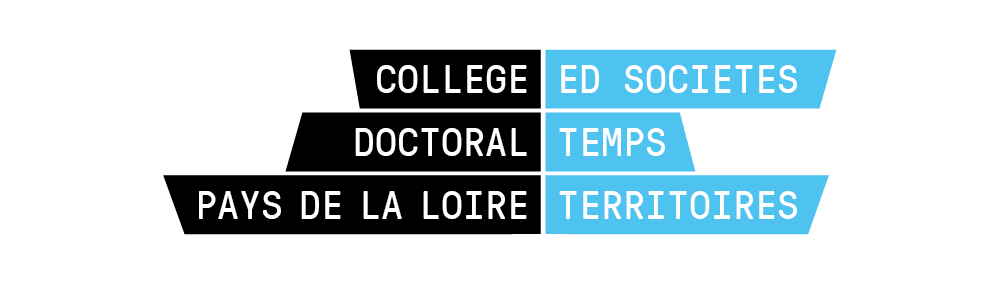 COLLEGE ED SOCIETES
DOCTORAL TEMPS
PAYS DE LA LOIRE TERRITOIRES